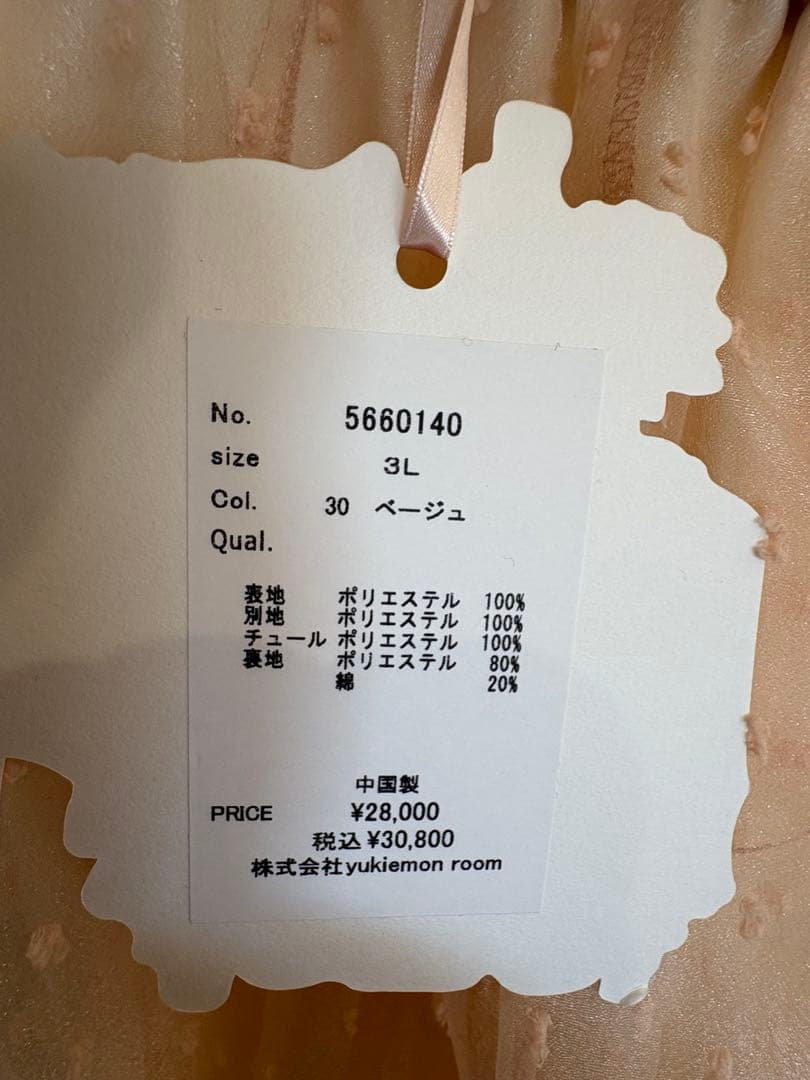 No. 5660140
size 3L
Col. 30 ベージュ
Qual.
表地 ポリエステル 100%
別地 ポリエステル 100%
チュール ポリエステル 100%
裏地 ポリエステル 80%
綿 20%
中国製
PRICE ¥28,000
税込¥30,800
株式会社yukiemon room